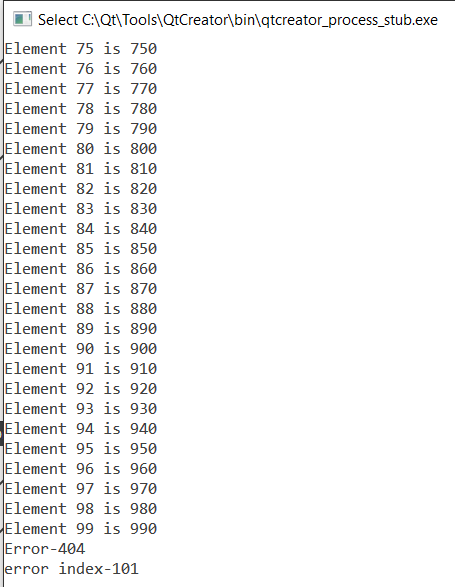 Select C:\Qt\Tools\QtCreator\bin\qtcreator_process_stub.exe
Element 75 is 750
Element 76 is 760
Element 77 is 770
Element 78 is 780
Element 79 is 790
Element 80 is 800
Element 81 is 810
Element 82 is 820
Element 83 is 830
Element 84 is 840
Element 85 is 850
Element 86 is 860
Element 87 is 870
Element 88 is 880
Element 89 is 890
Element 90 is 900
Element 91 is 910
Element 92 is 920
Element 93 is 930
Element 94 is 940
Element 95 is 950
Element 96 is 960
Element 97 is 970
Element 98 is 980
Element 99 is 990
Error-404
error index-101